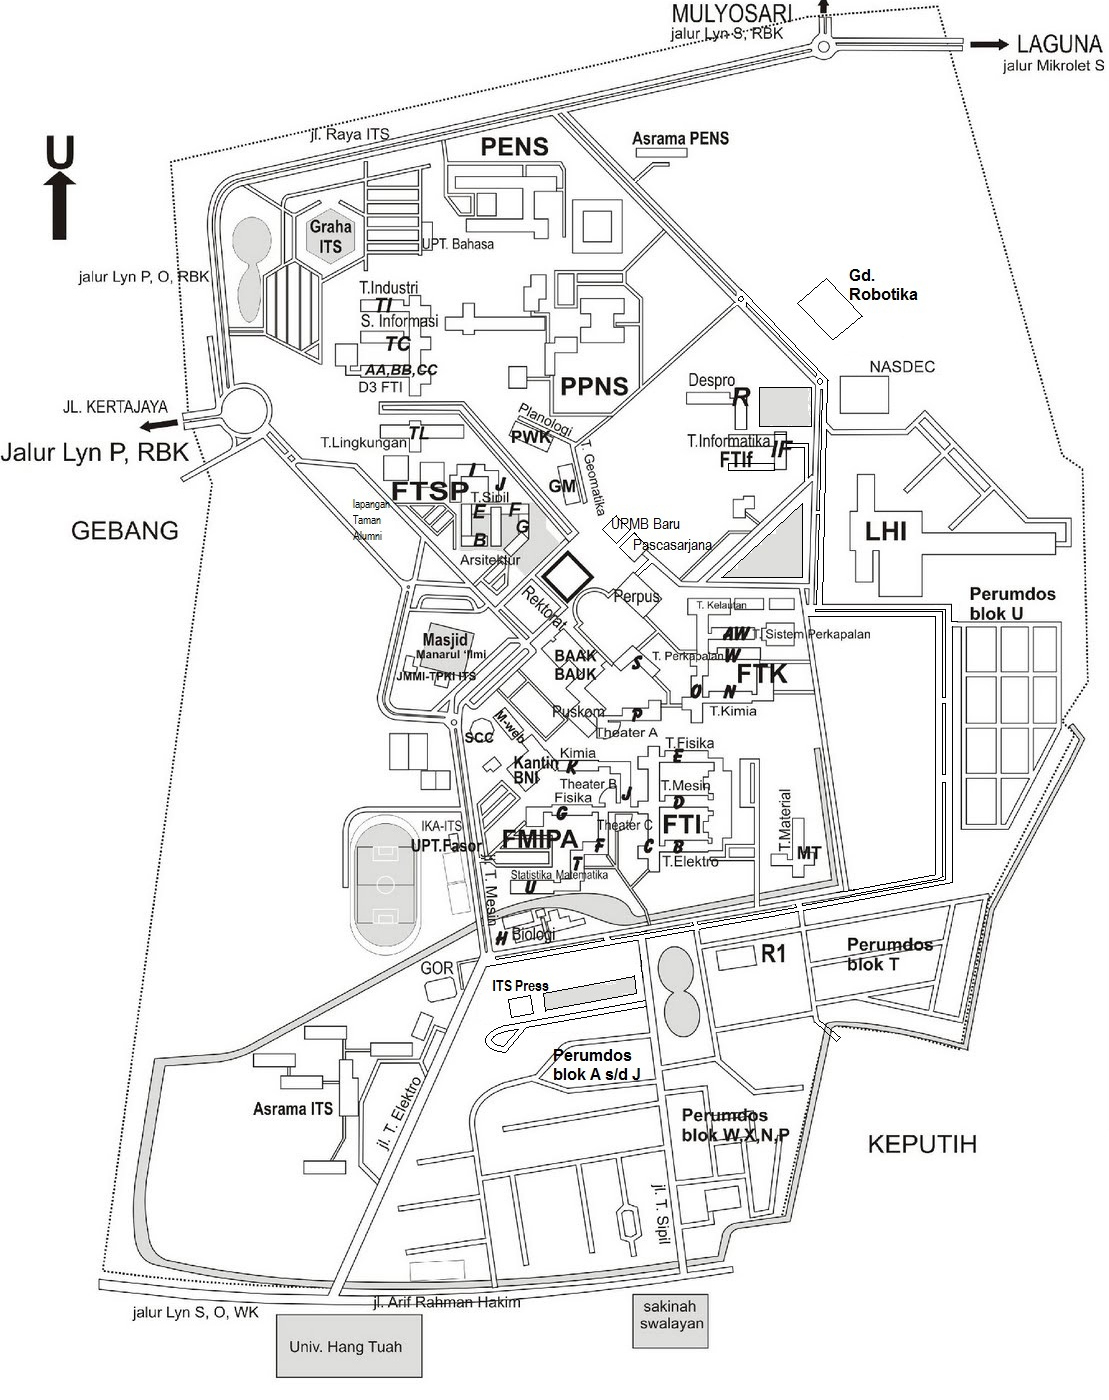 MULYOSARI
jalur Lyn S, RBK
LAGUNA
jalur Mikrolet S
U
jl. Raya ITS
PENS
Asrama PENS
Graha
ITS
UPT. Bahasa
jalur Lyn P, O, RBK
Gd.
Robotika
T.Industri
TI
S. Informasi
TC
AA,BB,CC
D3 FTI
PPNS
NASDEC
Despro
R
JL. KERTAJAYA
Jalur Lyn P, RBK
Planologi
PWK
T.Lingkungan
TL
T. Geomatika
T.Informatika
IF
FTIf
GM
I
J
FTSP
T.Sipil
E
F
G
B
Arsitektur
lapangan
Taman
Alumni
GEBANG
URMB Baru
Pascasarjana
LHI
Perumdos
blok U
Rektorat
Perpus
T. Kelautan
AW
T. Sistem Perkapalan
Masjid
Manarul 'Ilmi
JMMI-TPKI ITS
BAAK
BAUK
S
T. Perkapalan
W
FTK
O
N
T.Kimia
SCC
M-web
Puskom
P
Theater A
Kantin
BNI
Kimia
K
T.Fisika
E
Theater B
J
T.Mesin
D
Fisika
G
Theater C
FTI
T.Material
MT
IKA-ITS
UPT.Fasor
FMIPA
F
C
B
T.Elektro
T
Statistika
Matematika
U
jl. T. Mesin
H
Biologi
GOR
R1
Perumdos
blok T
ITS Press
Perumdos
blok A s/d J
Asrama ITS
jl. T. Elektro
Perumdos
blok W,X,N,P
KEPUTIH
jl. T. Sipil
jalur Lyn S, O, WK
jl. Arif Rahman Hakim
Univ. Hang Tuah
sakinah
swalayan